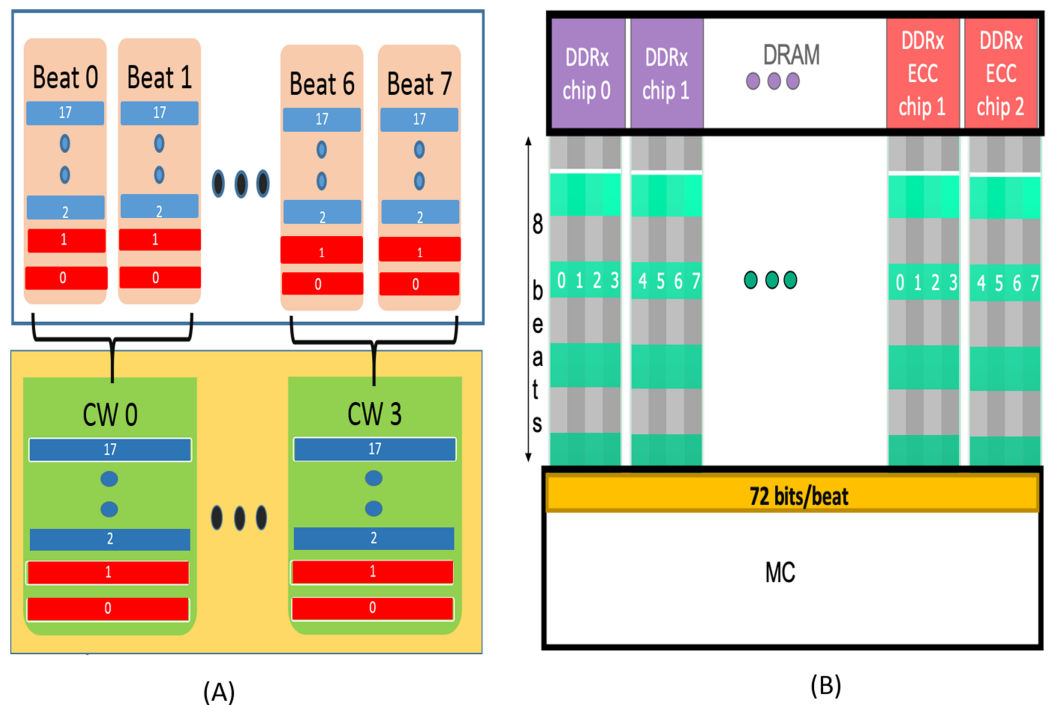 Beat 0
Beat 1
Beat 6
Beat 7
17
17
17
17
2
2
2
2
1
1
1
1
0
0
0
0
CW 0
CW 3
17
17
2
2
1
1
0
0
(A)
DDRx
chip 0
DDRx
chip 1
DRAM
DDRx
ECC
chip 1
DDRx
ECC
chip 2
8 beats
0 1 2 3
4 5 6 7
0 1 2 3
4 5 6 7
72 bits/beat
MC
(B)